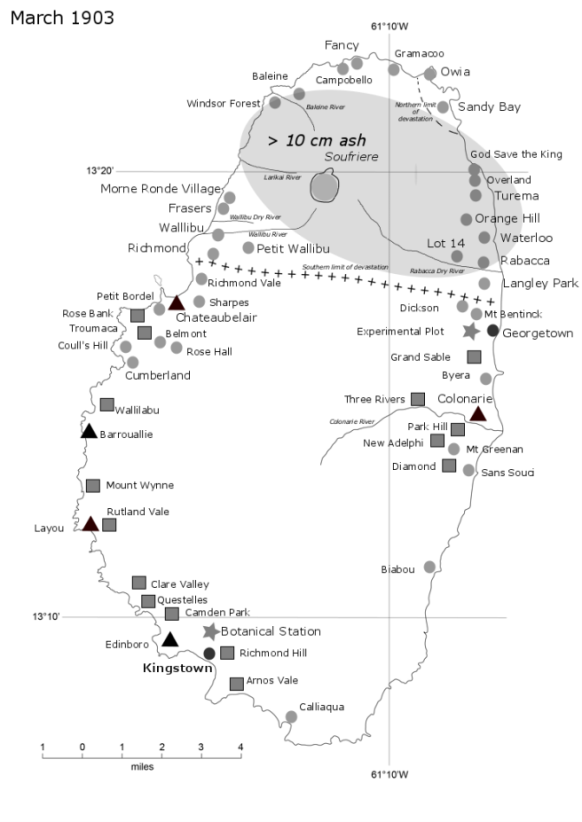 March 1903
61°10'W
Fancy
Gramacoo
Owia
Baleine
Campobello
Windsor Forest
Baleine River
Northern limit
of
devastation
Sandy Bay
> 10 cm ash
Soufriere
God Save the King
13°20'
Larikai River
Overland
Morne Ronde Village
Turema
Frasers
Orange Hill
Wallibu Dry River
Walllibu
Wallibu River
Waterloo
Richmond
Petit Wallibu
Lot 14
Rabacca
Southern limit of devastation
Rabacca Dry River
Richmond Vale
Langley Park
Petit Bordel
Sharpes
Dickson
Rose Bank
Chateaubelair
Mt Bentinck
Troumaca
Belmont
Experimental Plot
Georgetown
Coull's Hill
Rose Hall
Grand Sable
Cumberland
Byera
Three Rivers
Colonarie
Wallilabu
Colonarie River
Park Hill
Barrouallie
New Adelphi
Mt Greenan
Diamond
Sans Souci
Mount Wynne
Rutland Vale
Layou
Biabou
Clare Valley
Questelles
Camden Park
13°10'
Botanical Station
Edinboro
Richmond Hill
Kingstown
Arnos Vale
Calliaqua
1 0 1 2 3 4
miles
61°10'W